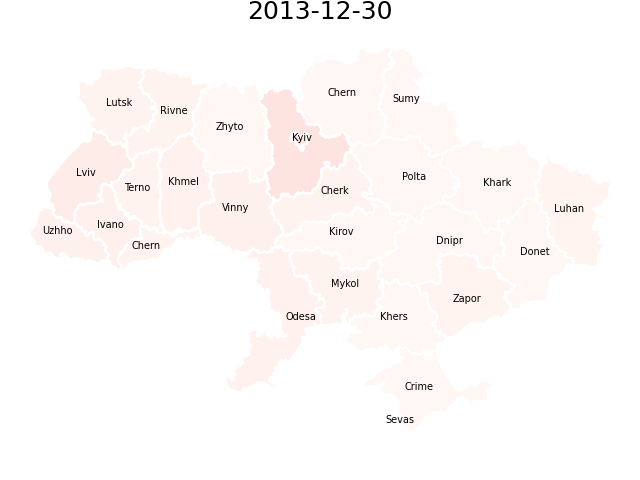 2013-12-30
Chern
Sumy
Lutsk
Rivne
Zhyto
Kyiv
Lviv
Terno
Khmel
Vinny
Cherk
Polta
Khark
Luhan
Uzhho
Ivano
Chern
Kirov
Dnipr
Donet
Mykol
Odesa
Khers
Zapor
Crime
Sevas